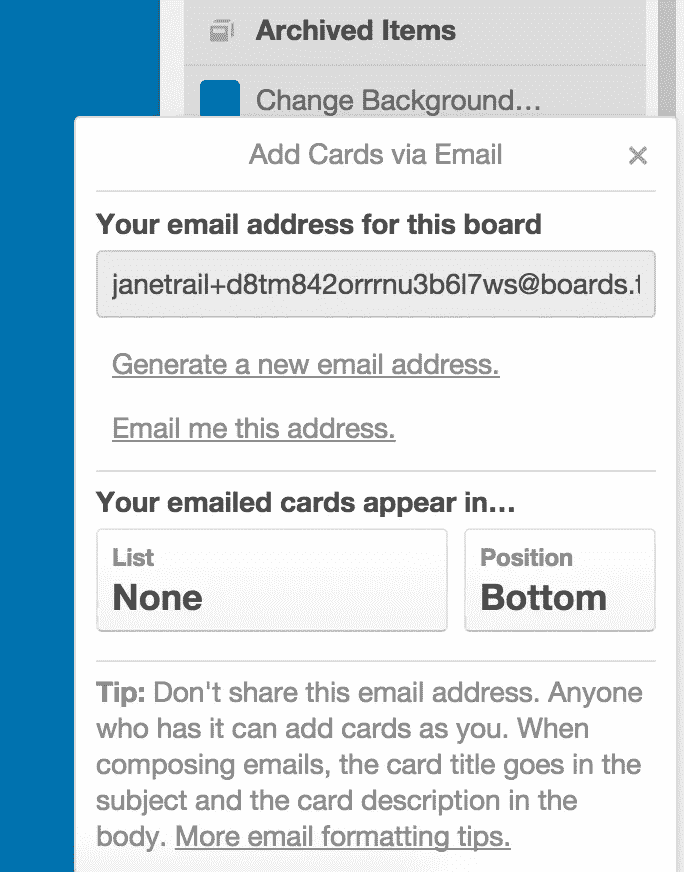 Archived Items
Change Background…
Add Cards via Email
Your email address for this board
janetrail+d8tm842orrrnu3b6l7ws@boards.t
Generate a new email address.
Email me this address.
Your emailed cards appear in…
List
None
Position
Bottom
Tip: Don't share this email address. Anyone
who has it can add cards as you. When
composing emails, the card title goes in the
subject and the card description in the
body. More email formatting tips.